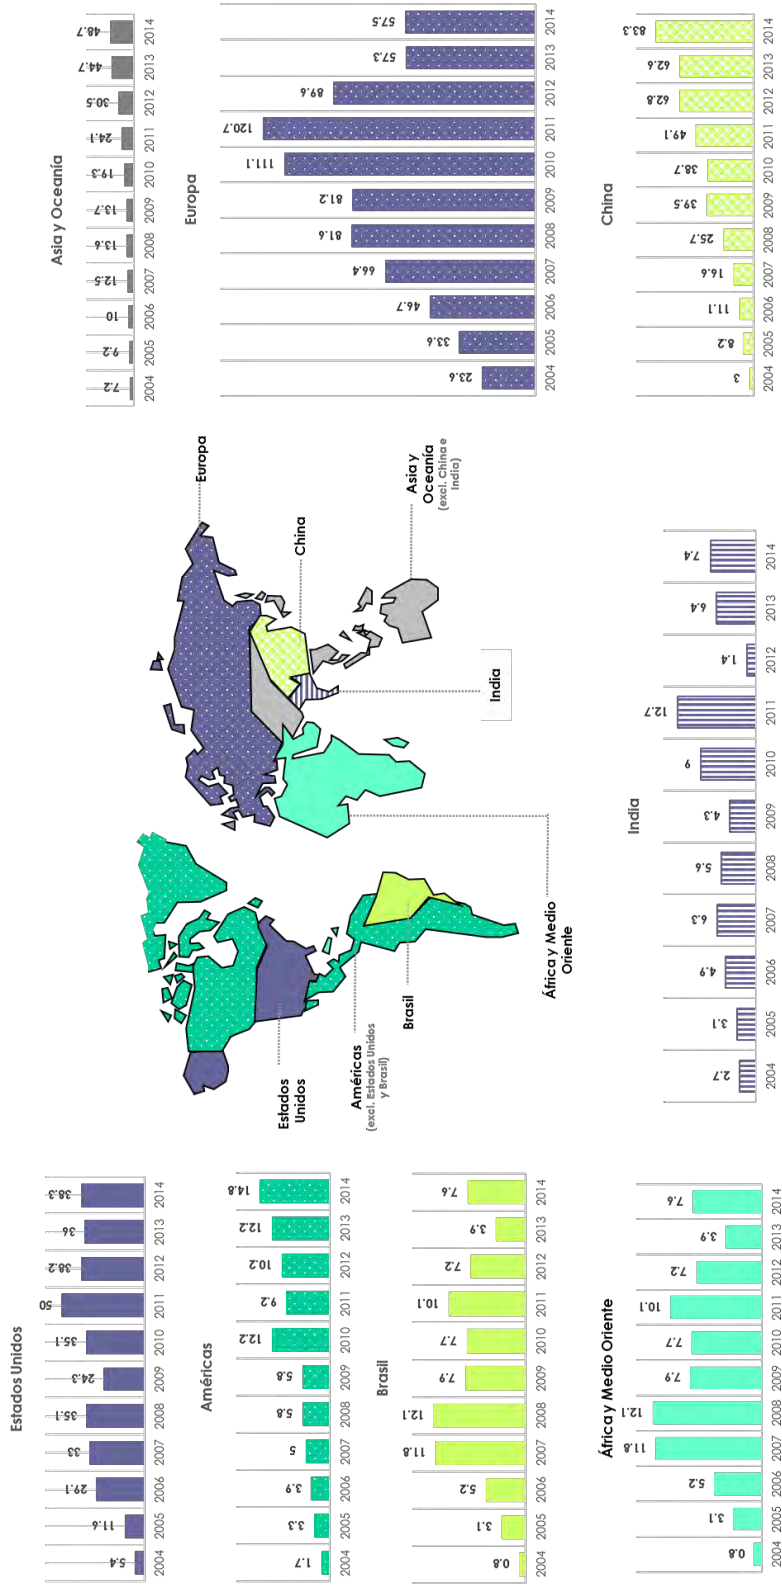 Estados Unidos
5.4 11.6 29.1 33 35.1 24.3 35.1 50 38.2 36 38.3
2004 2005 2006 2007 2008 2009 2010 2011 2012 2013 2014
Américas
1.7 3.3 3.9 5 5.8 5.8 12.2 9.2 10.2 12.2 14.8
2004 2005 2006 2007 2008 2009 2010 2011 2012 2013 2014
Brasil
0.8 3.1 5.2 11.8 12.1 7.9 7.7 10.1 7.2 3.9 7.6
2004 2005 2006 2007 2008 2009 2010 2011 2012 2013 2014
África y Medio Oriente
0.8 3.1 5.2 11.8 12.1 7.9 7.7 10.1 7.2 3.9 7.6
2004 2005 2006 2007 2008 2009 2010 2011 2012 2013 2014
Estados
Unidos
Américas
(excl. Estados Unidos
y Brasil)
Brasil
África y Medio
Oriente
Europa
China
Asia y
Oceanía
(excl. China e
India)
India
India
2.7 3.1 4.9 6.3 5.6 4.3 9 12.7 1.4 6.4 7.4
2004 2005 2006 2007 2008 2009 2010 2011 2012 2013 2014
Asia y Oceanía
7.2 9.2 10 12.5 13.6 13.7 19.3 24.1 30.5 44.7 48.7
2004 2005 2006 2007 2008 2009 2010 2011 2012 2013 2014
Europa
23.6 33.6 46.7 66.4 81.6 81.2 111.1 120.7 89.6 57.3 57.5
2004 2005 2006 2007 2008 2009 2010 2011 2012 2013 2014
China
3 8.2 11.1 16.6 25.7 39.5 38.7 49.1 62.8 62.6 83.3
2004 2005 2006 2007 2008 2009 2010 2011 2012 2013 2014